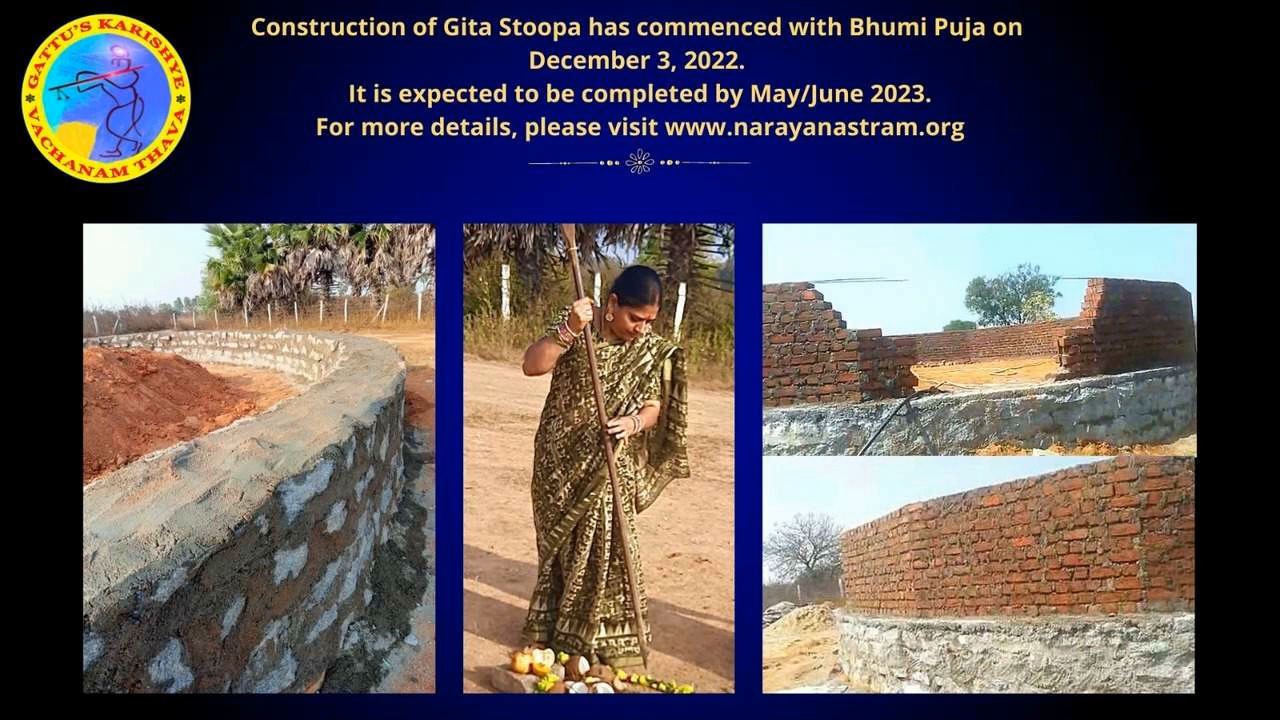 GATTU'S KARISHYE
VACHANAM THAVA
Construction of Gita Stoopa has commenced with Bhumi Puja on
December 3, 2022.
It is expected to be completed by May/June 2023.
For more details, please visit www.narayanastram.org